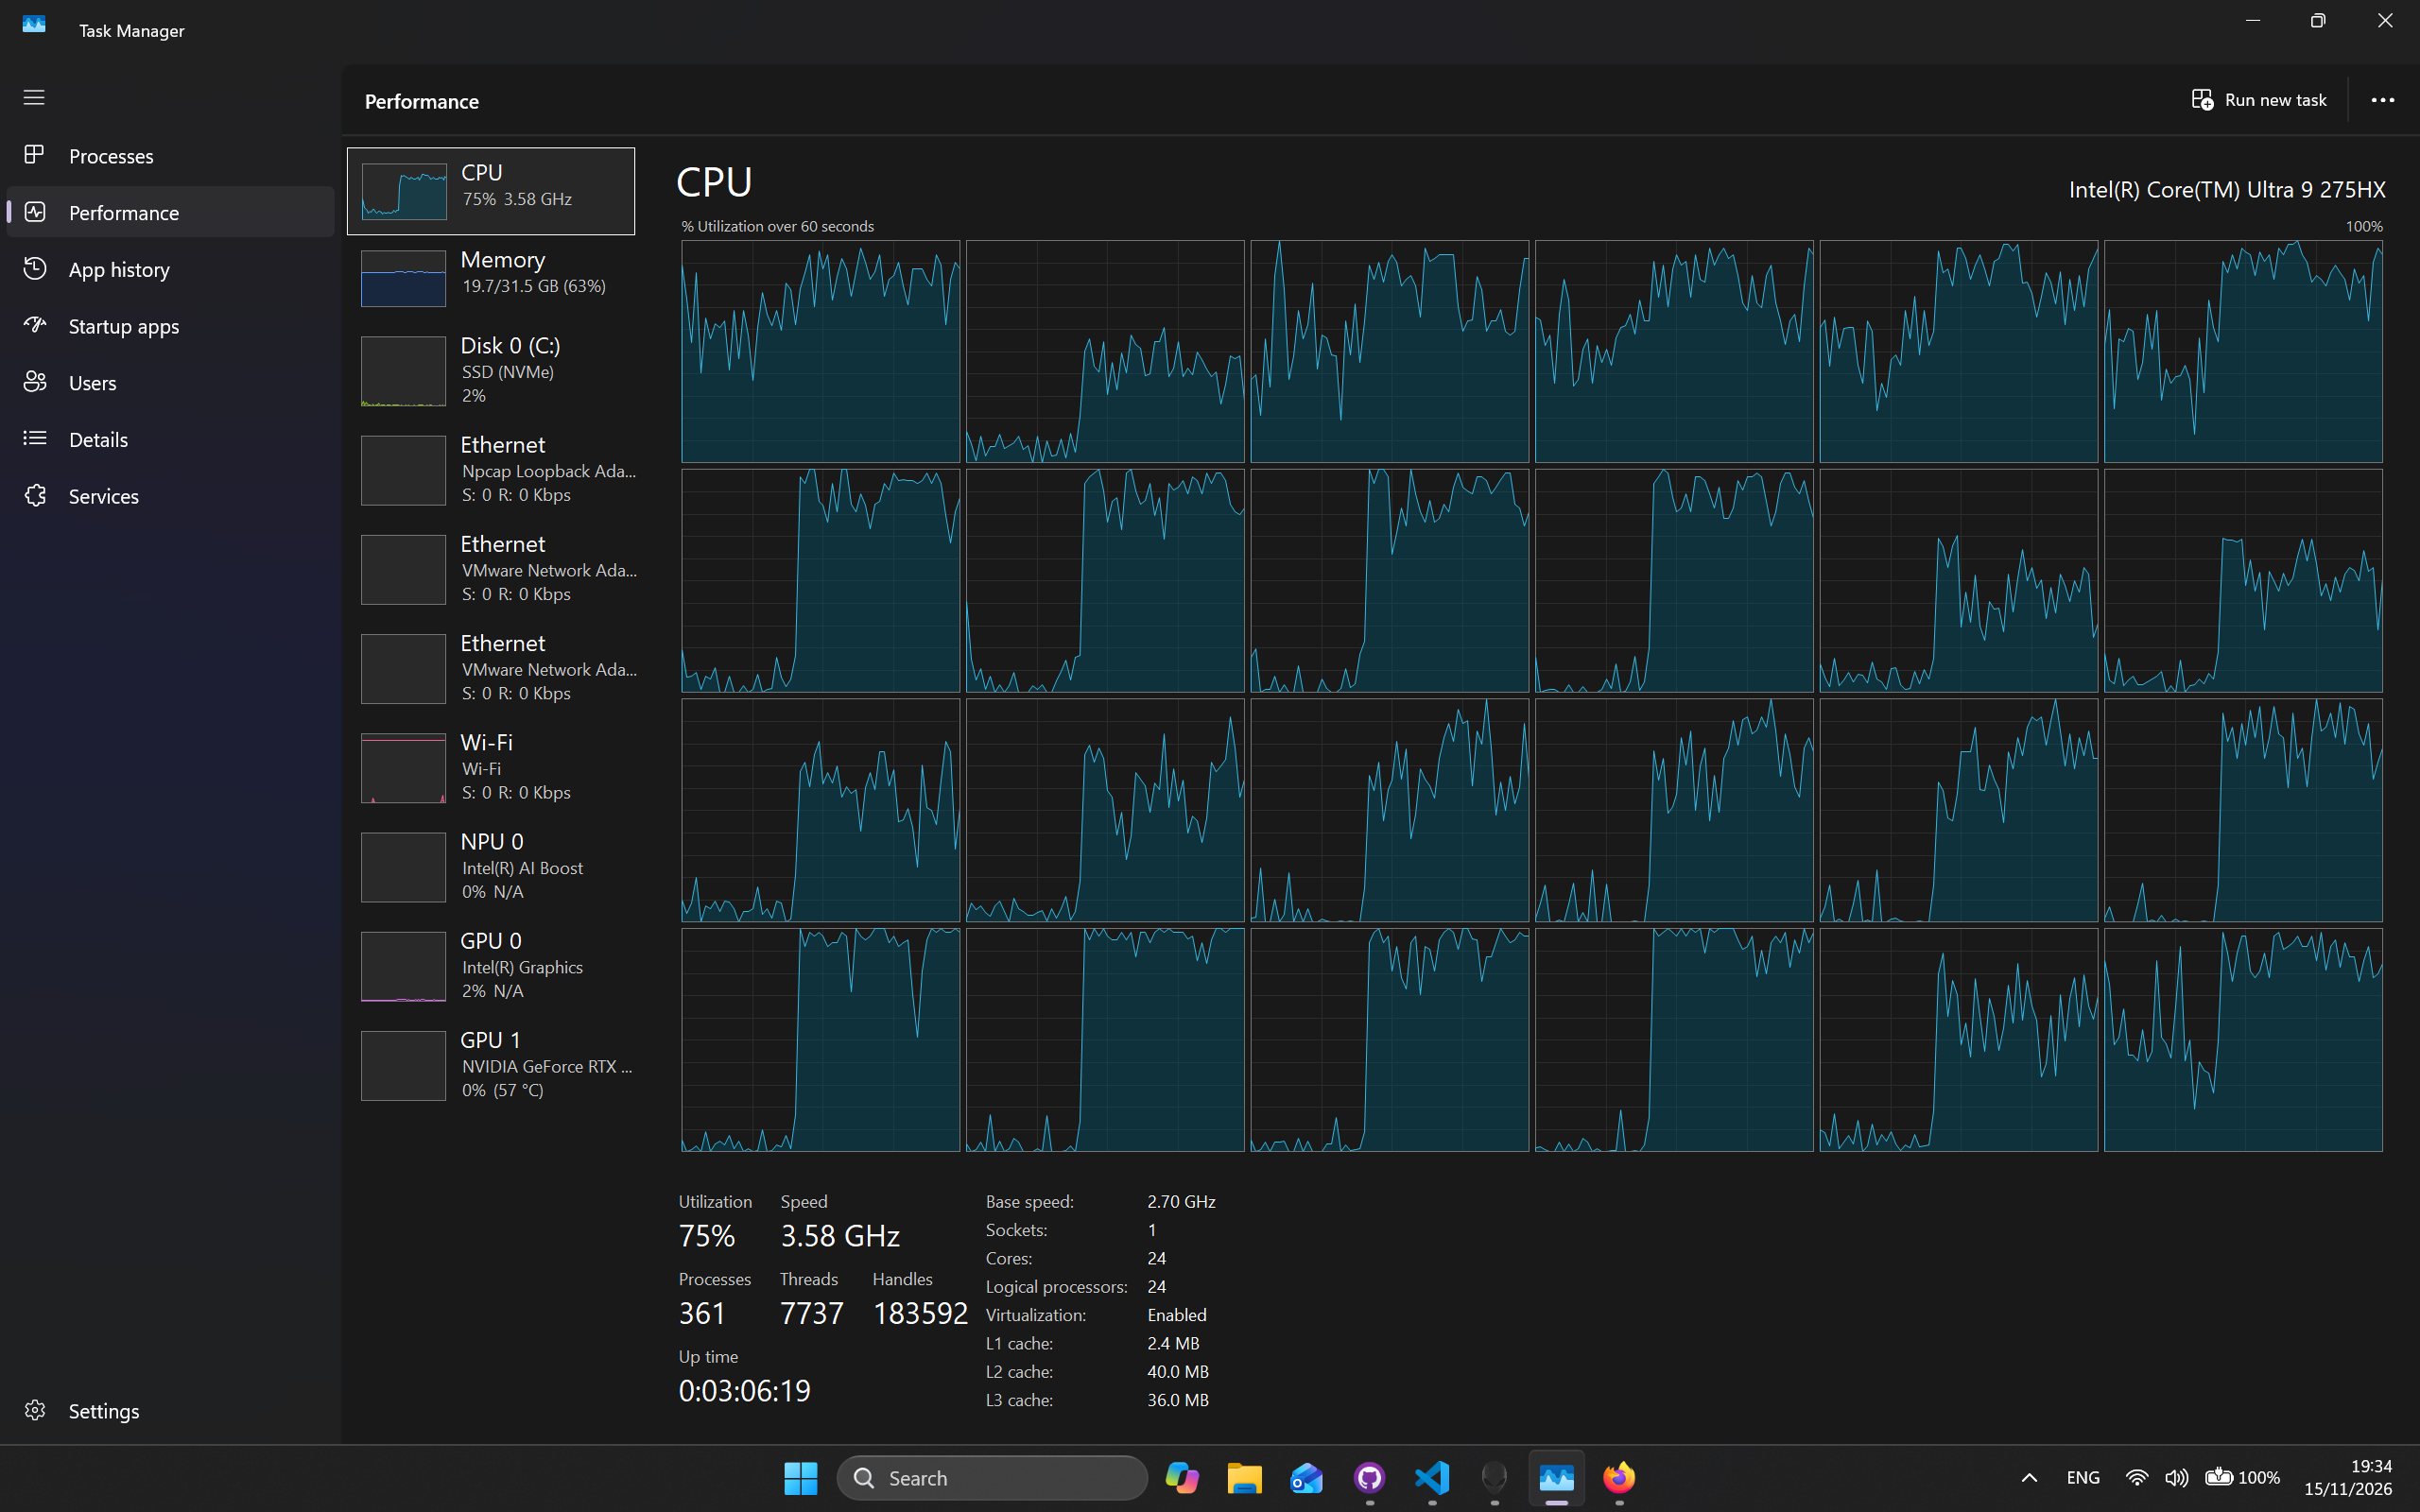 Task Manager
Performance
Run new task
Processes
Performance
App history
Startup apps
Users
Details
Services
Settings
CPU
75% 3.58 GHz
Memory
19.7/31.5 GB (63%)
Disk 0 (C:)
SSD (NVMe)
2%
Ethernet
Npcap Loopback Ada...
S: 0 R: 0 Kbps
Ethernet
VMware Network Ada...
S: 0 R: 0 Kbps
Ethernet
VMware Network Ada...
S: 0 R: 0 Kbps
Wi-Fi
Wi-Fi
S: 0 R: 0 Kbps
NPU 0
Intel(R) AI Boost
0% N/A
GPU 0
Intel(R) Graphics
2% N/A
GPU 1
NVIDIA GeForce RTX ...
0% (57 °C)
CPU
Intel(R) Core(TM) Ultra 9 275HX
% Utilization over 60 seconds
100%
Utilization Speed
75% 3.58 GHz
Processes Threads Handles
361 7737 183592
Up time
0:03:06:19
Base speed: 2.70 GHz
Sockets: 1
Cores: 24
Logical processors: 24
Virtualization: Enabled
L1 cache: 2.4 MB
L2 cache: 40.0 MB
L3 cache: 36.0 MB
Search
ENG
100%
19:34
15/11/2026